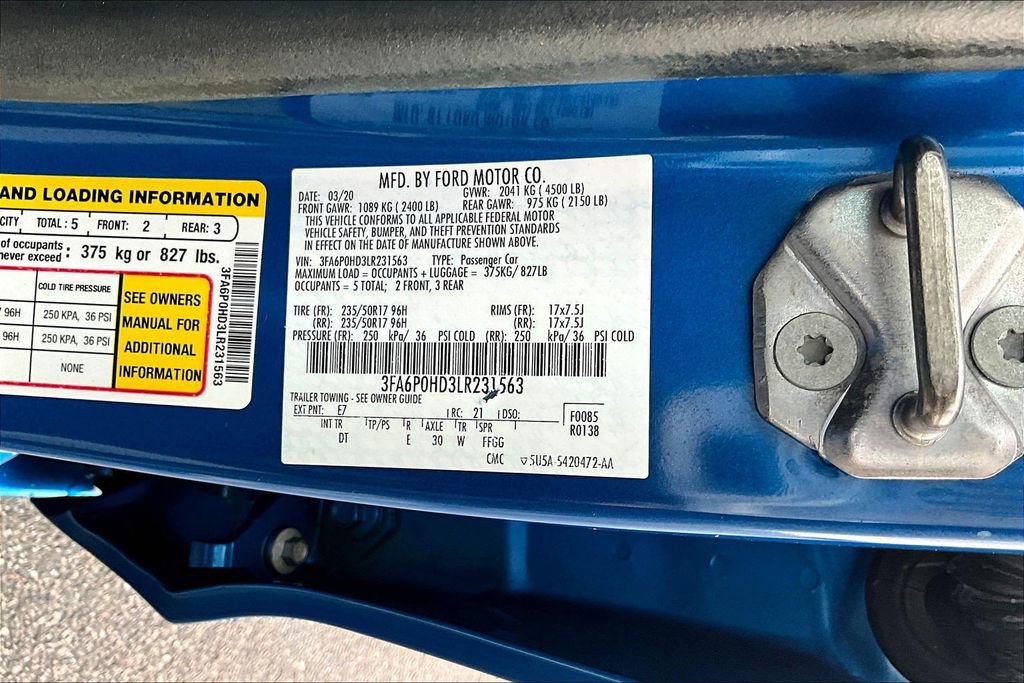 AND LOADING INFORMATION
CITY TOTAL : 5 FRONT: 2 REAR: 3
of occupants
never exceed : 375 kg or 827 lbs.
COLD TIRE PRESSURE
96H 250 KPA, 36 PSI
96H 250 KPA, 36 PSI
NONE
SEE OWNERS
MANUAL FOR
ADDITIONAL
INFORMATION
3FA6P0HD3LR231563
MFD. BY FORD MOTOR CO.
DATE: 03/20 GVWR: 2041 KG ( 4500 LB)
FRONT GAWR: 1089 KG ( 2400 LB) REAR GAWR: 975 KG ( 2150 LB)
THIS VEHICLE CONFORMS TO ALL APPLICABLE FEDERAL MOTOR
VEHICLE SAFETY, BUMPER, AND THEFT PREVENTION STANDARDS
IN EFFECT ON THE DATE OF MANUFACTURE SHOWN ABOVE.
VIN: 3FA6P0HD3LR231563 TYPE: Passenger Car
MAXIMUM LOAD = OCCUPANTS + LUGGAGE = 375KG/ 827LB
OCCUPANTS = 5 TOTAL; 2 FRONT, 3 REAR
TIRE (FR): 235/50R17 96H RIMS (FR): 17x7.5J
(RR): 235/50R17 96H (RR): 17x7.5J
PRESSURE (FR): 250 kPa/ 36 PSI COLD (RR): 250 kPa/ 36 PSI COLD
3FA6P0HD3LR231563
TRAILER TOWING - SEE OWNER GUIDE
EXT PNT: E7 RC: 21 DSO: F0085
INT TR TP/PS R AXLE TR SPR R0138
DT E 30 W FFGG
CMC ▽5U5A-5420472-AA